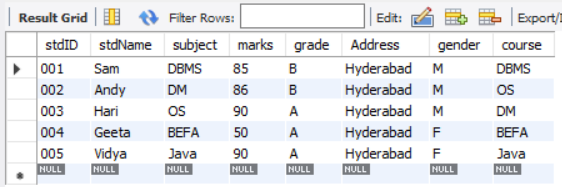 Result Grid Filter Rows: Edit: Export/I
stdID stdName subject marks grade Address gender course
001 Sam DBMS 85 B Hyderabad M DBMS
002 Andy DM 86 B Hyderabad M OS
003 Hari OS 90 A Hyderabad M DM
004 Geeta BEFA 50 A Hyderabad F BEFA
005 Vidya Java 90 A Hyderabad F Java
NULL NULL NULL NULL NULL NULL NULL NULL